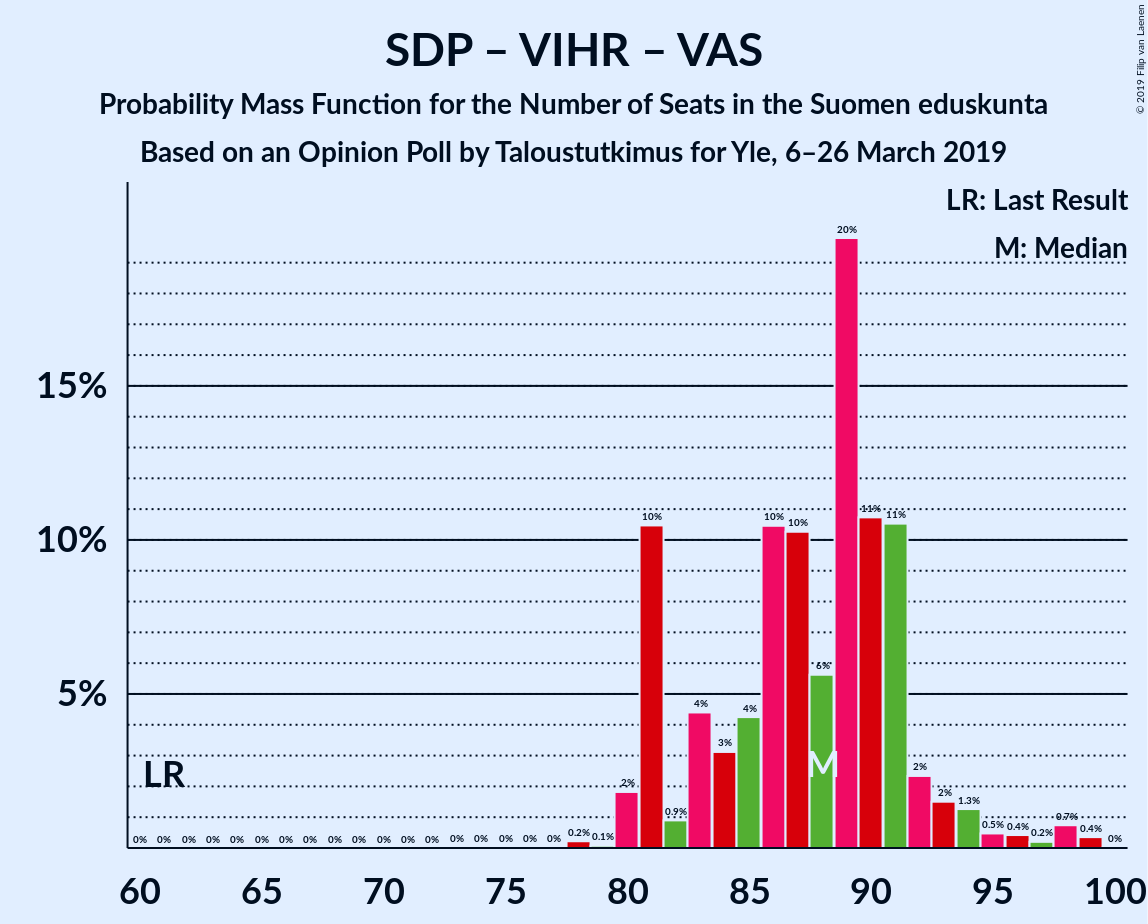 SDP – VIHR – VAS
Probability Mass Function for the Number of Seats in the Suomen eduskunta
Based on an Opinion Poll by Taloustutkimus for Yle, 6–26 March 2019
© 2019 Filip van Laenen
LR: Last Result
M: Median
15%
10%
5%
LR
M
0% 0% 0% 0% 0% 0% 0% 0% 0% 0% 0% 0% 0% 0% 0% 0% 0% 0% 0.2% 0.1% 2% 10% 0.9% 4% 3% 4% 10% 10% 6% 20% 11% 11% 2% 2% 1.3% 0.5% 0.4% 0.2% 0.7% 0.4% 0%
60 65 70 75 80 85 90 95 100